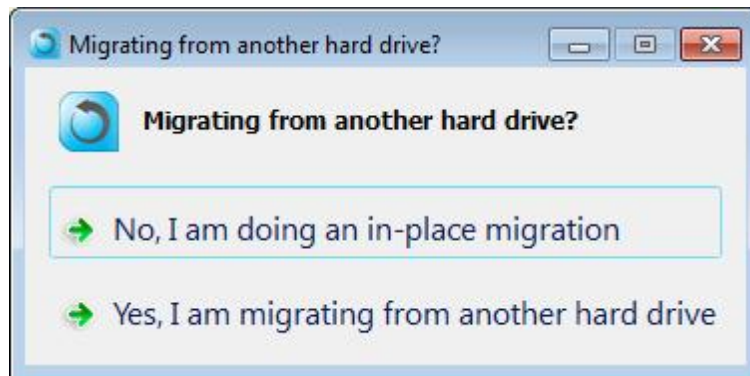 Migrating from another hard drive?
Migrating from another hard drive?
No, I am doing an in-place migration
Yes, I am migrating from another hard drive